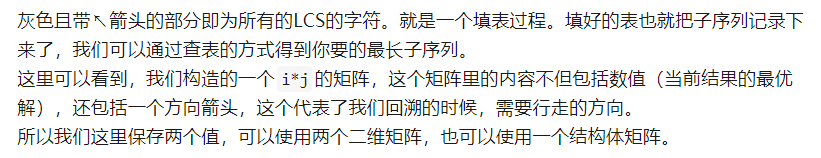 灰色且带↖箭头的部分即为所有的LCS的字符。就是一个填表过程。填好的表也就把子序列记录下
来了，我们可以通过查表的方式得到你要的最长子序列。
这里可以看到，我们构造的一个 i*j 的矩阵，这个矩阵里的内容不但包括数值（当前结果的最优
解），还包括一个方向箭头，这个代表了我们回溯的时候，需要行走的方向。
所以我们这里保存两个值，可以使用两个二维矩阵，也可以使用一个结构体矩阵。